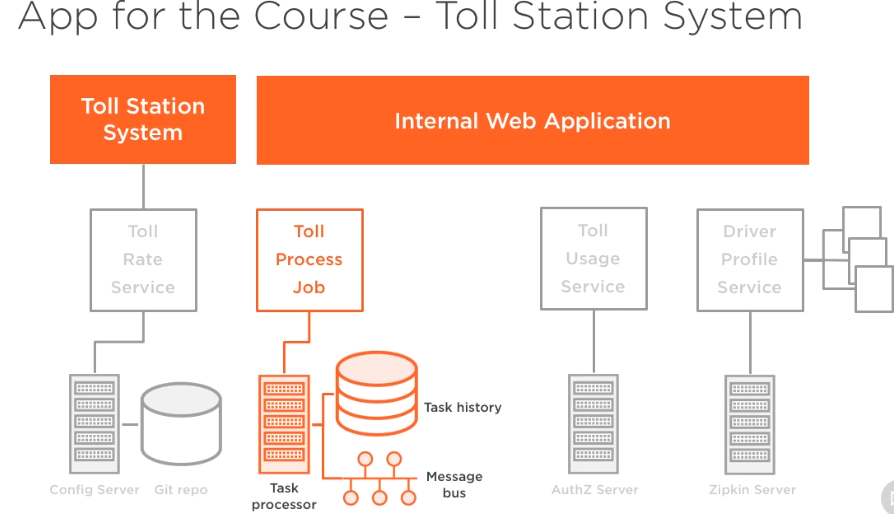 App for the Course – Toll Station System
Toll Station
System
Internal Web Application
Toll
Rate
Service
Toll
Process
Job
Toll
Usage
Service
Driver
Profile
Service
Task history
Message
bus
Config Server
Git repo
Task
processor
AuthZ Server
Zipkin Server